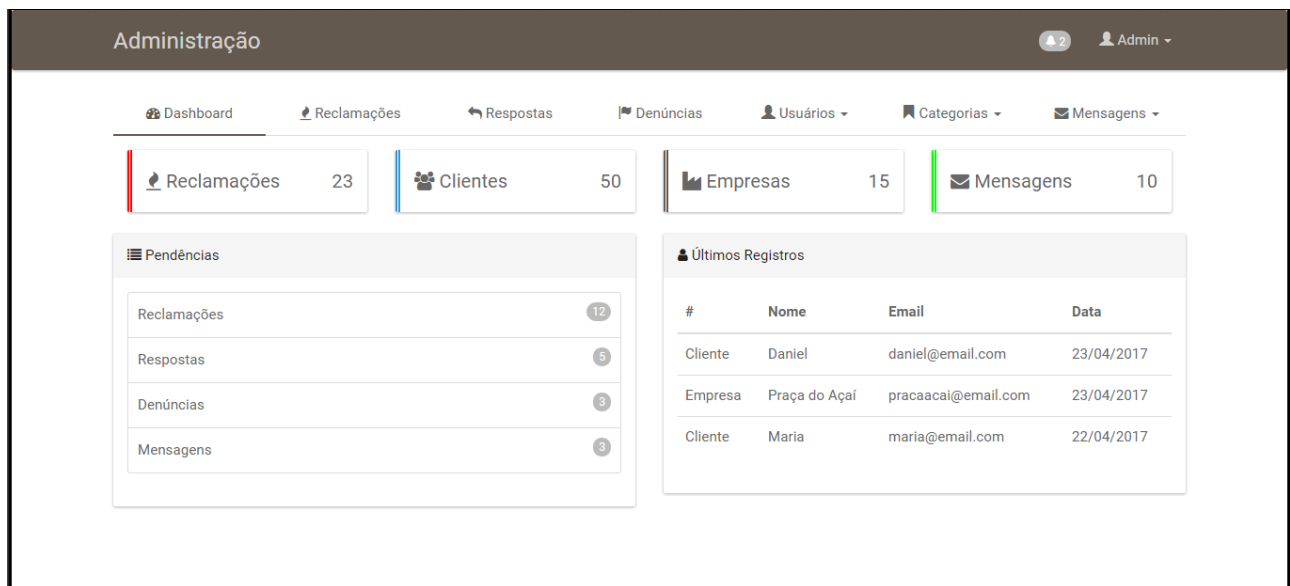 Administração 2 Admin
Dashboard Reclamações Respostas Denúncias Usuários Categorias Mensagens
Reclamações 23 Clientes 50 Empresas 15 Mensagens 10
Pendências
Reclamações 12
Respostas 5
Denúncias 3
Mensagens 3
Últimos Registros
# Nome Email Data
Cliente Daniel daniel@email.com 23/04/2017
Empresa Praça do Açaí pracaacai@email.com 23/04/2017
Cliente Maria maria@email.com 22/04/2017